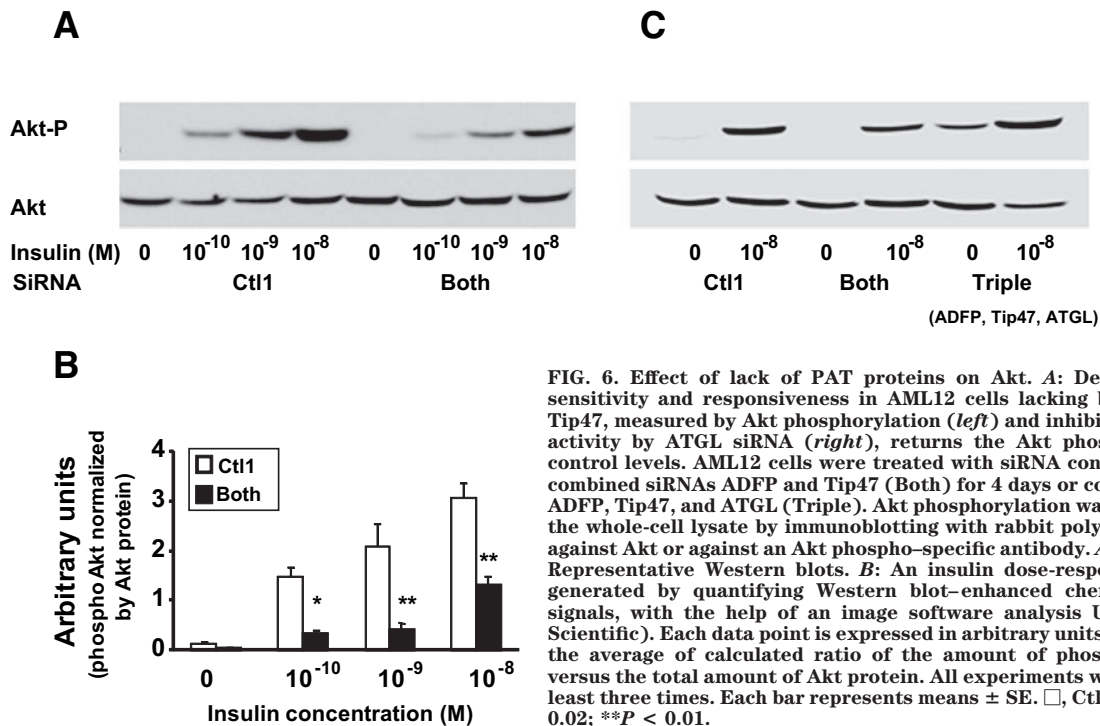 A
C
Akt-P
Akt
Insulin (M) 0 10-10 10-9 10-8 0 10-10 10-9 10-8
SiRNA Ctl1 Both
0 10-8 0 10-8 0 10-8
Ctl1 Both Triple
(ADFP, Tip47, ATGL)
B
Arbitrary units
(phospho Akt normalized
by Akt protein)
4
3
2
1
0
Ctl1
Both
*
**
**
0 10-10 10-9 10-8
Insulin concentration (M)
FIG. 6. Effect of lack of PAT proteins on Akt. A: De
sensitivity and responsiveness in AML12 cells lacking b
Tip47, measured by Akt phosphorylation (left) and inhibi
activity by ATGL siRNA (right), returns the Akt phos
control levels. AML12 cells were treated with siRNA con
combined siRNAs ADFP and Tip47 (Both) for 4 days or co
ADFP, Tip47, and ATGL (Triple). Akt phosphorylation wa
the whole-cell lysate by immunoblotting with rabbit poly
against Akt or against an Akt phospho–specific antibody. A
Representative Western blots. B: An insulin dose-respo
generated by quantifying Western blot–enhanced cher
signals, with the help of an image software analysis U
Scientific). Each data point is expressed in arbitrary units
the average of calculated ratio of the amount of phos
versus the total amount of Akt protein. All experiments w
least three times. Each bar represents means ± SE. □, Ctl
0.02; **P < 0.01.